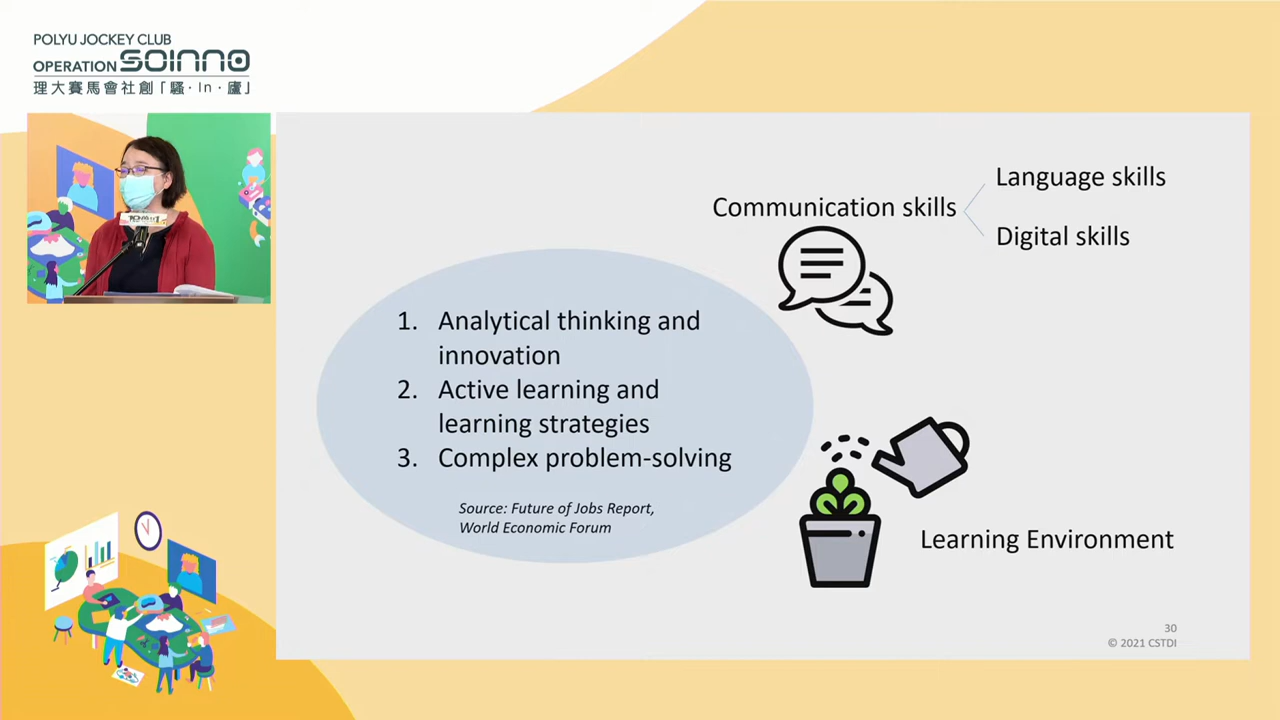 POLYU JOCKEY CLUB
OPERATION SOINNO
理大賽馬會社創「騷·In·廬」
Communication skills
Language skills
Digital skills
1. Analytical thinking and
innovation
2. Active learning and
learning strategies
3. Complex problem-solving
Source: Future of Jobs Report,
World Economic Forum
Learning Environment
30
© 2021 CSTDI